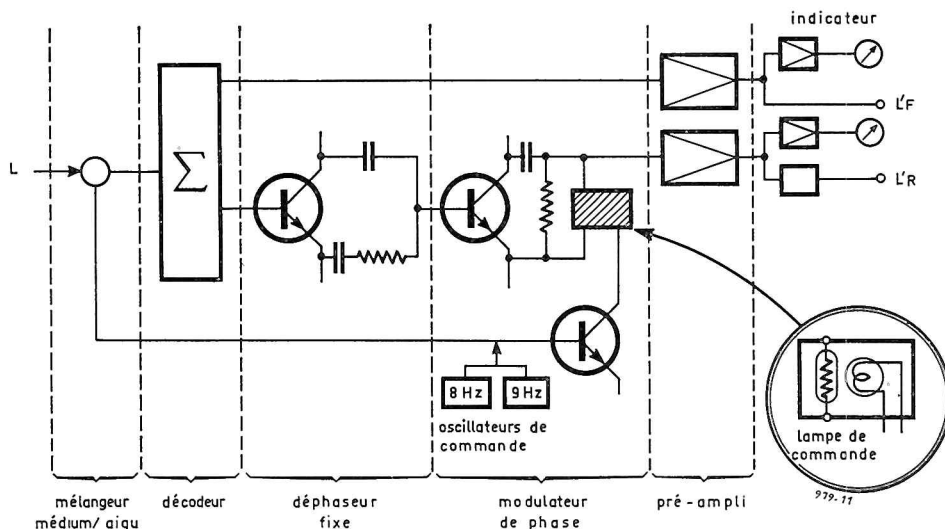 indicateur
L'F
L
Σ
L'R
8 Hz
9 Hz
oscillateurs de
commande
lampe de
commande
979.11
mélangeur
médium/ aigu
décodeur
déphaseur
fixe
modulateur
de phase
pré-ampli